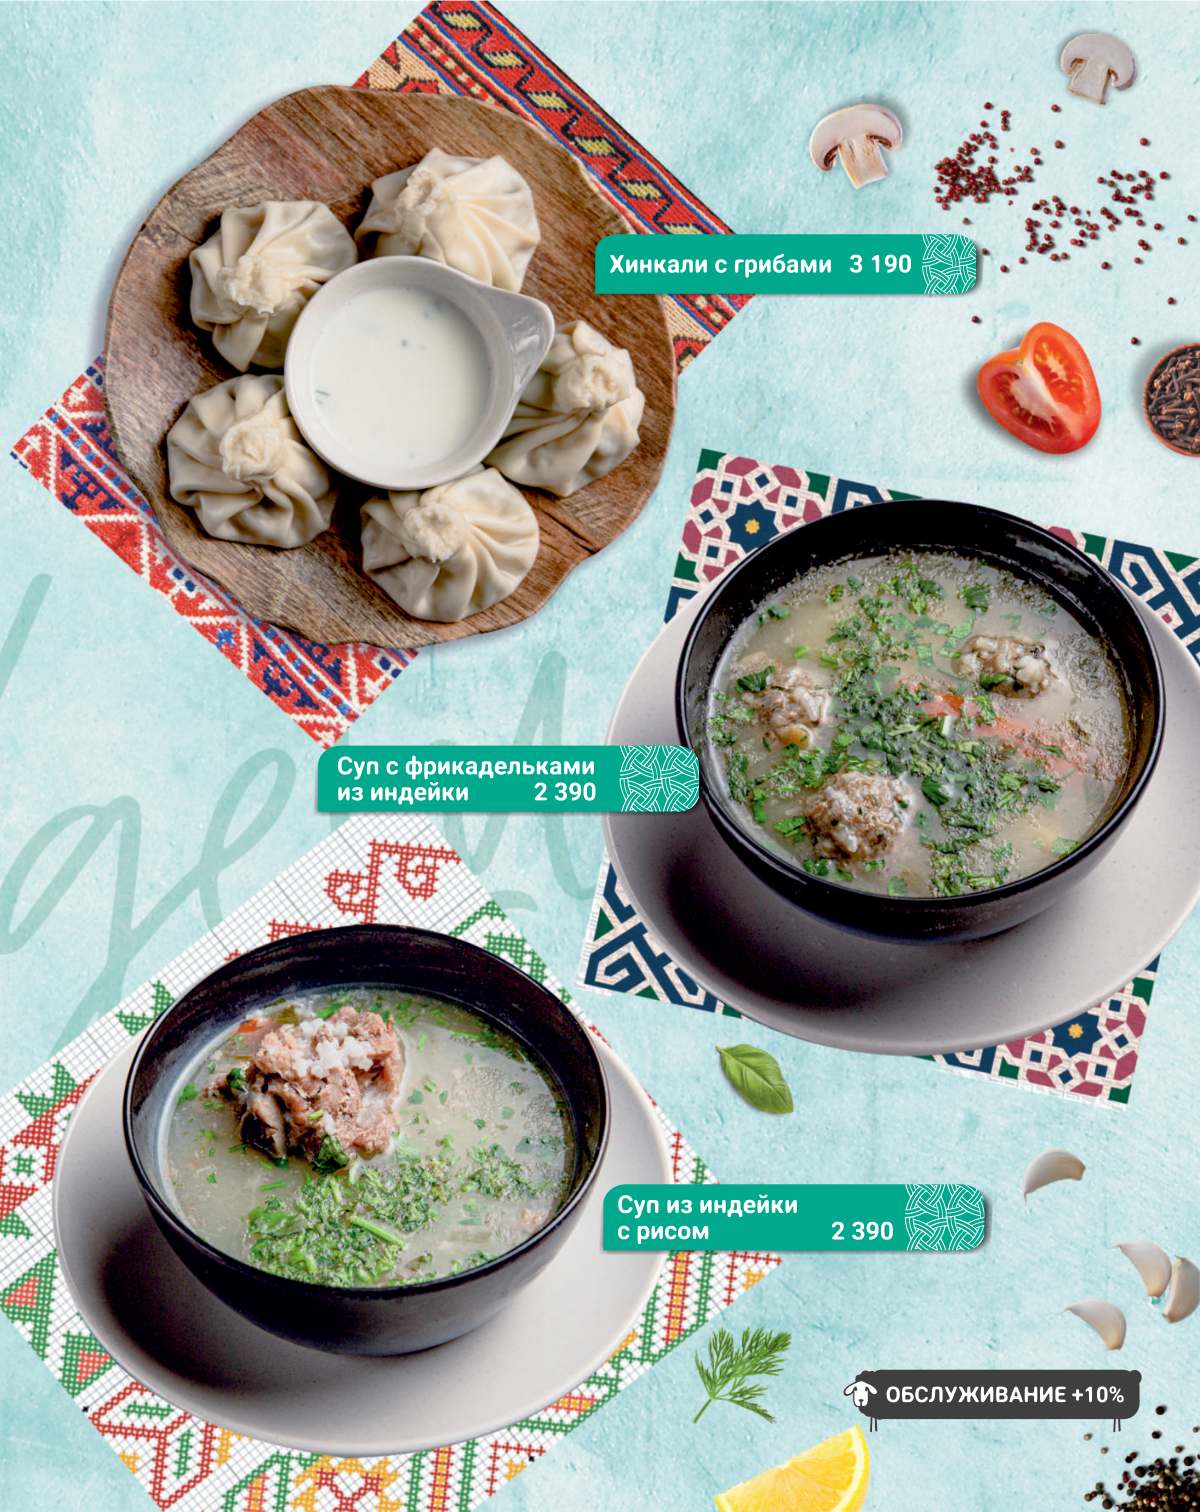 Хинкали с грибами 3 190
Суп с фрикадельками
из индейки 2 390
Суп из индейки
с рисом 2 390
ОБСЛУЖИВАНИЕ +10%